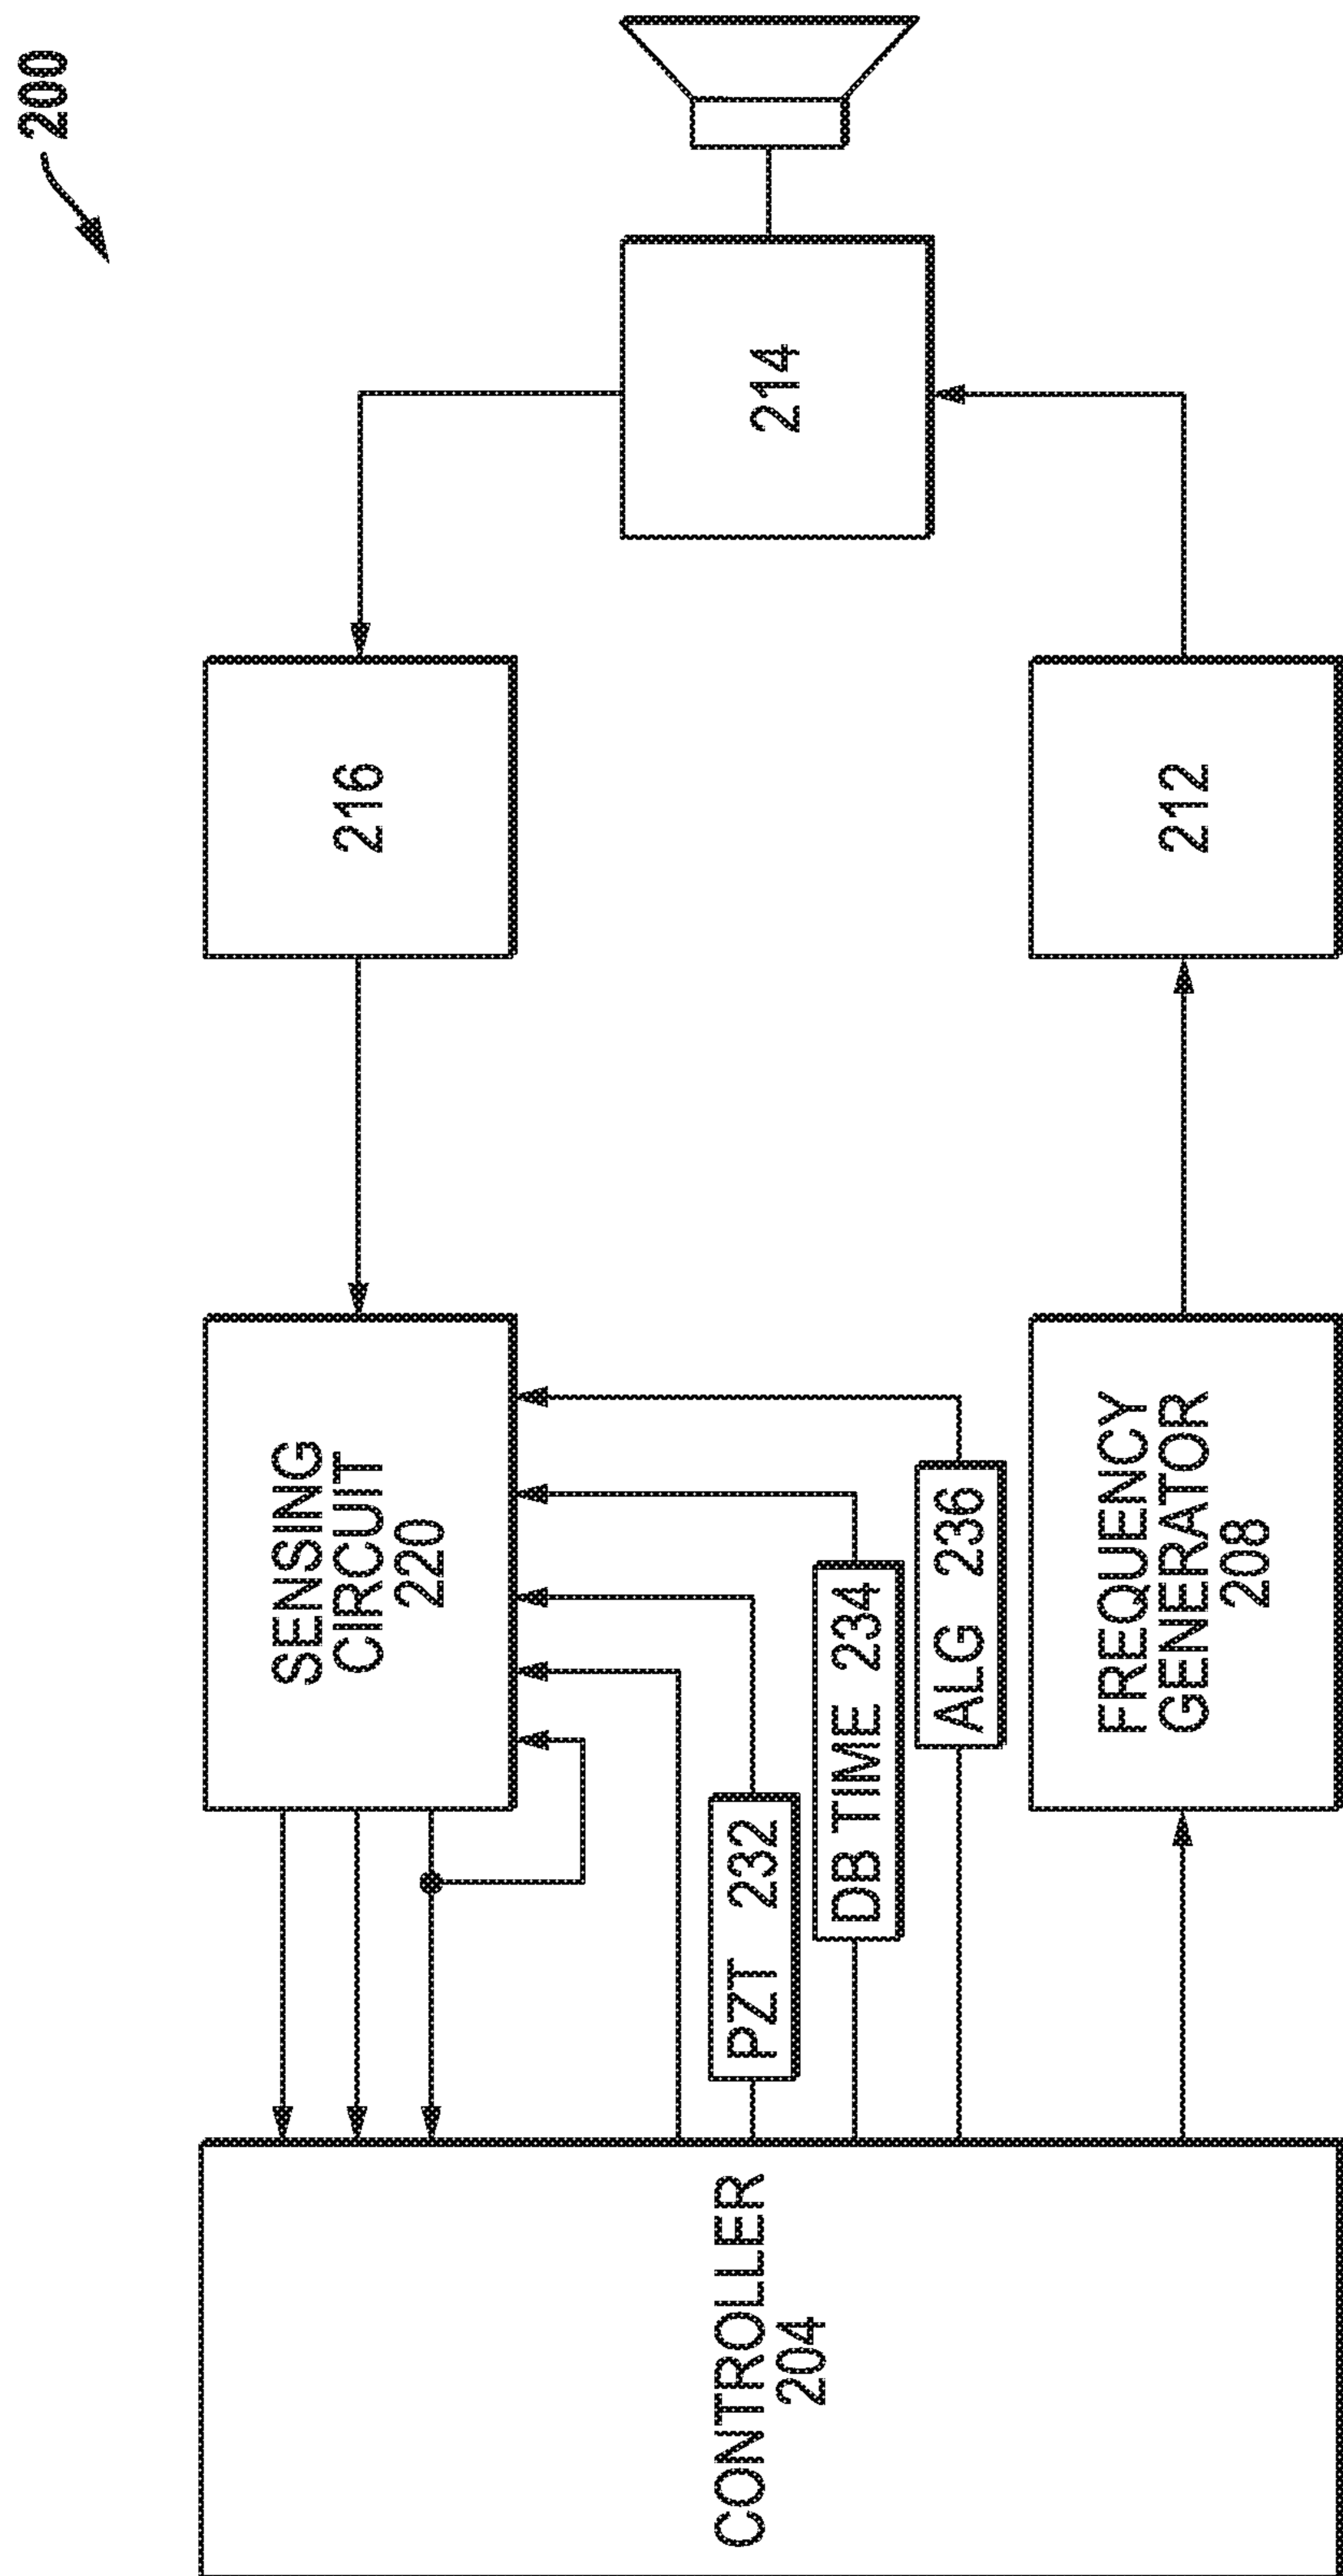 200
214
216
212
SENSING
CIRCUIT
220
PZT 232
DB TIME 234
ALG 236
FREQUENCY
GENERATOR
208
CONTROLLER
204